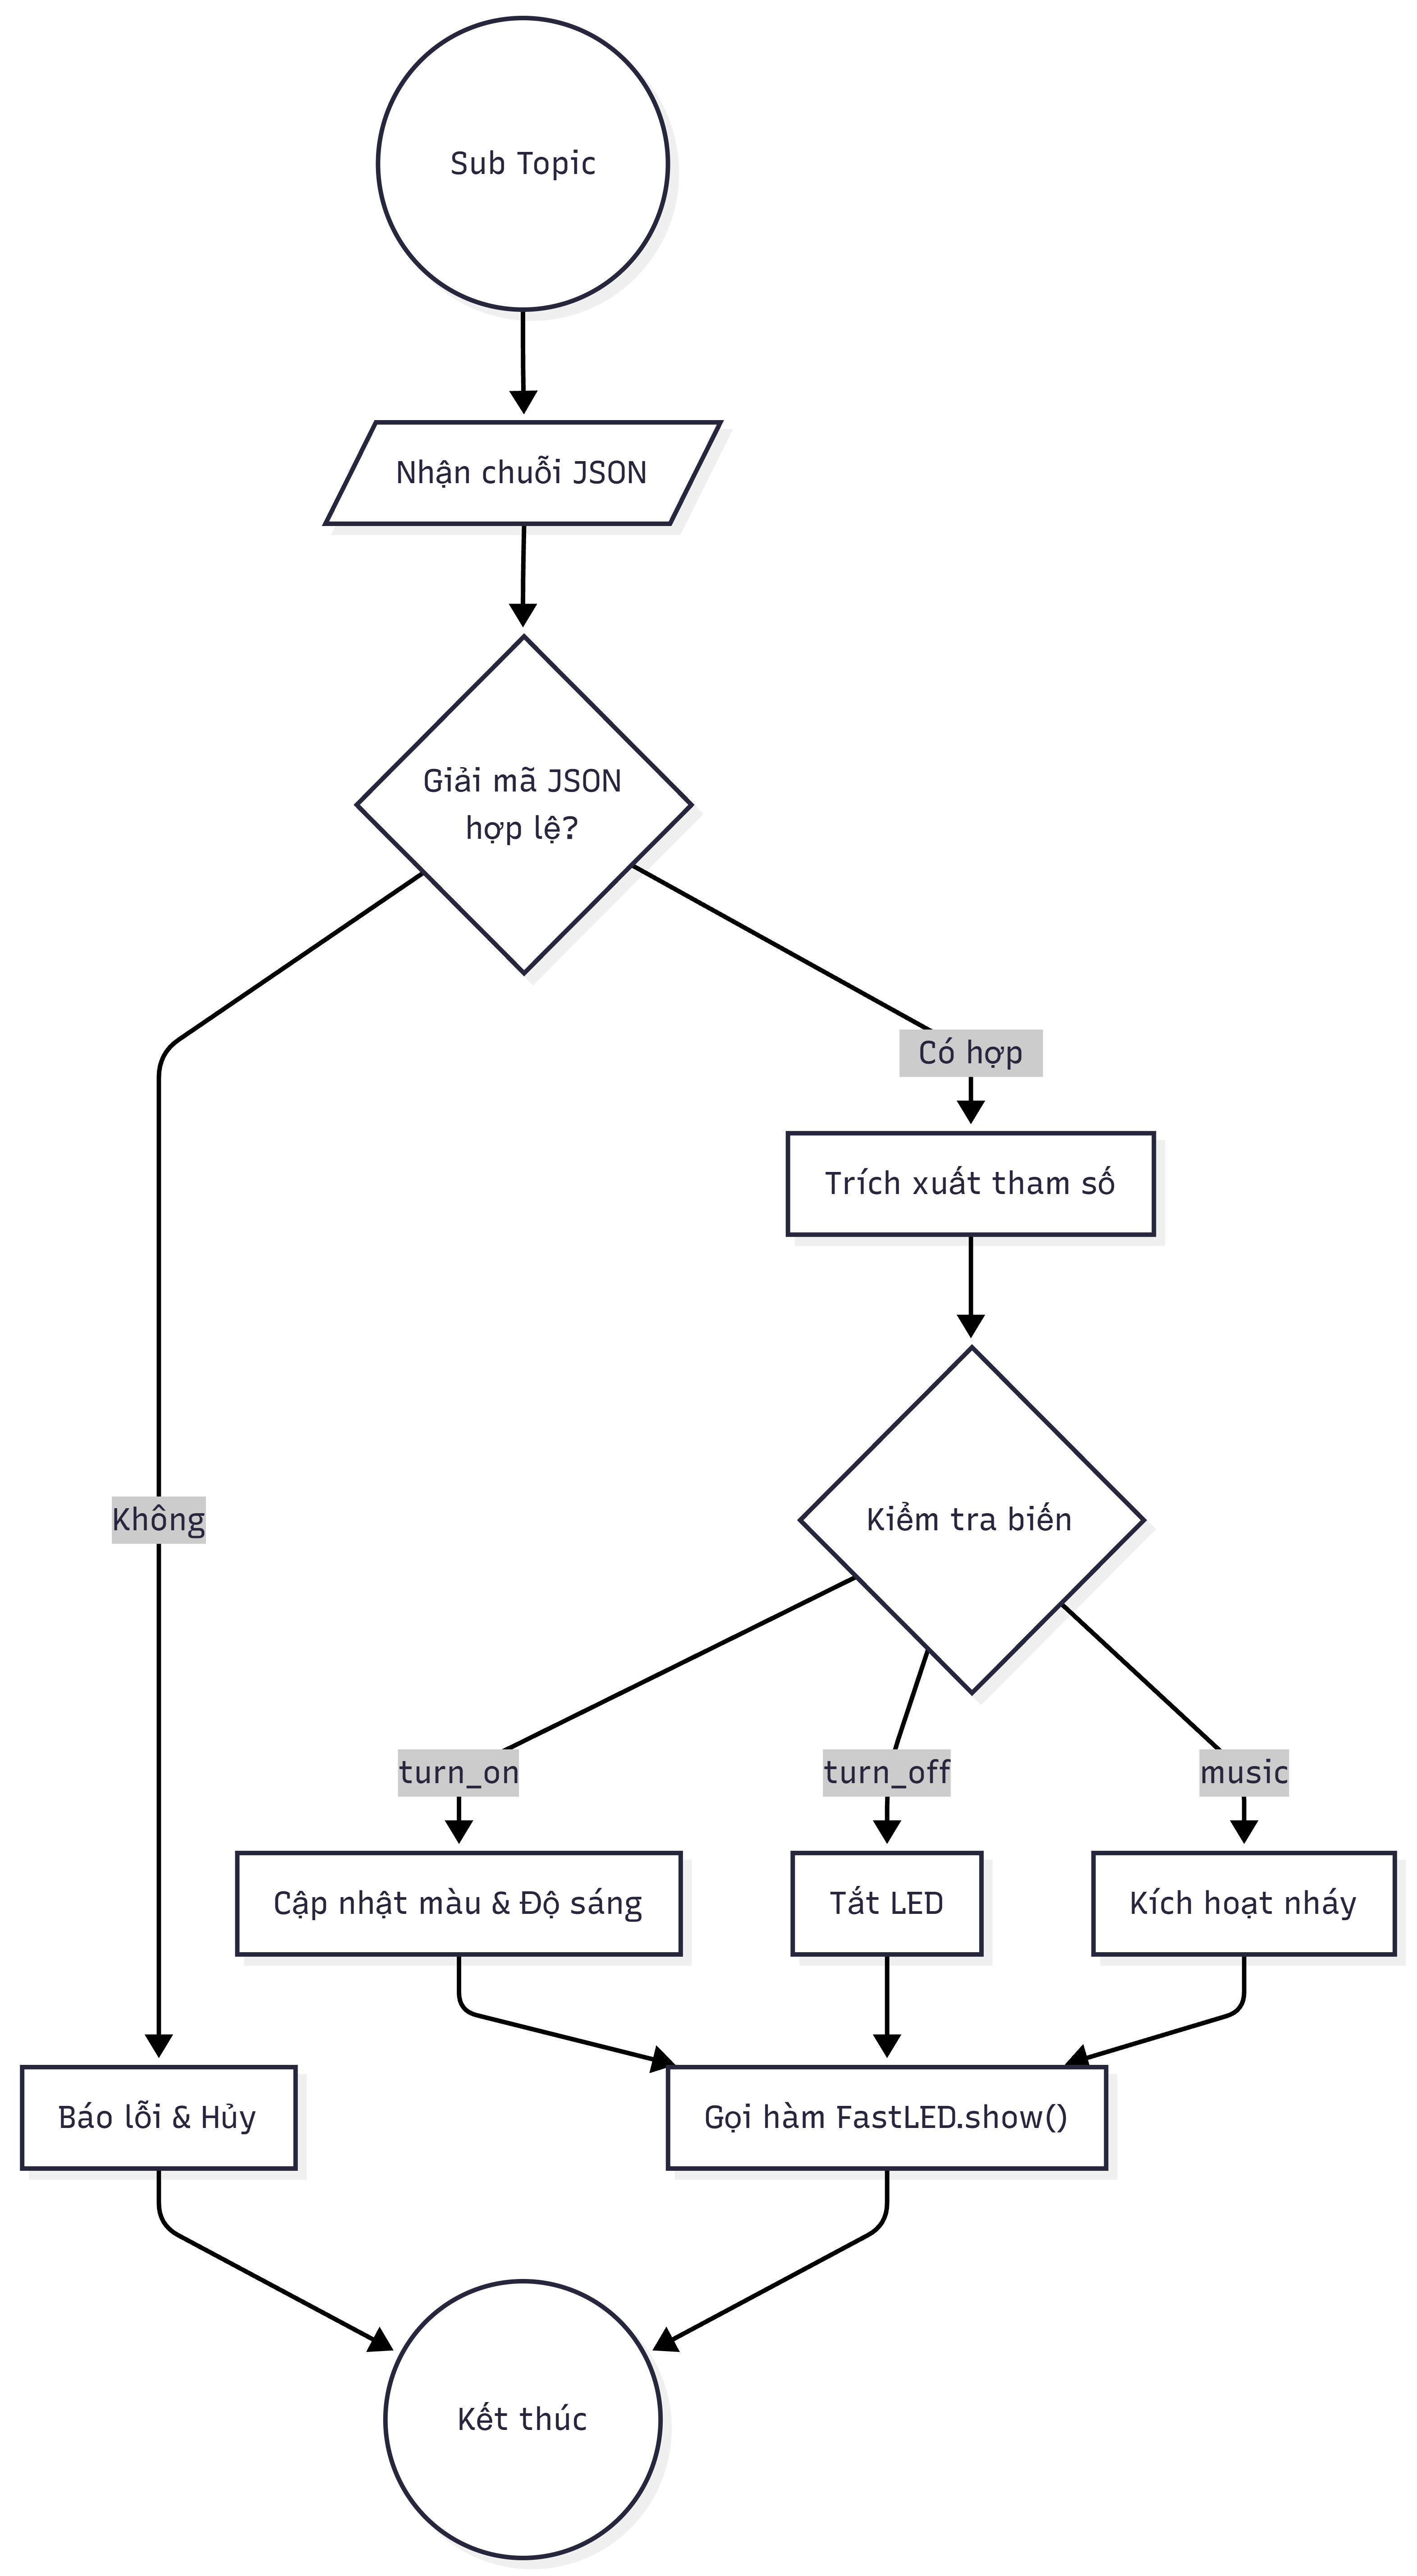 Sub Topic
Nhận chuỗi JSON
Giải mã JSON
hợp lệ?
Có hợp
Trích xuất tham số
Không
Kiểm tra biến
turn_on
turn_off
music
Cập nhật màu & Độ sáng
Tắt LED
Kích hoạt nháy
Báo lỗi & Hủy
Gọi hàm FastLED.show()
Kết thúc